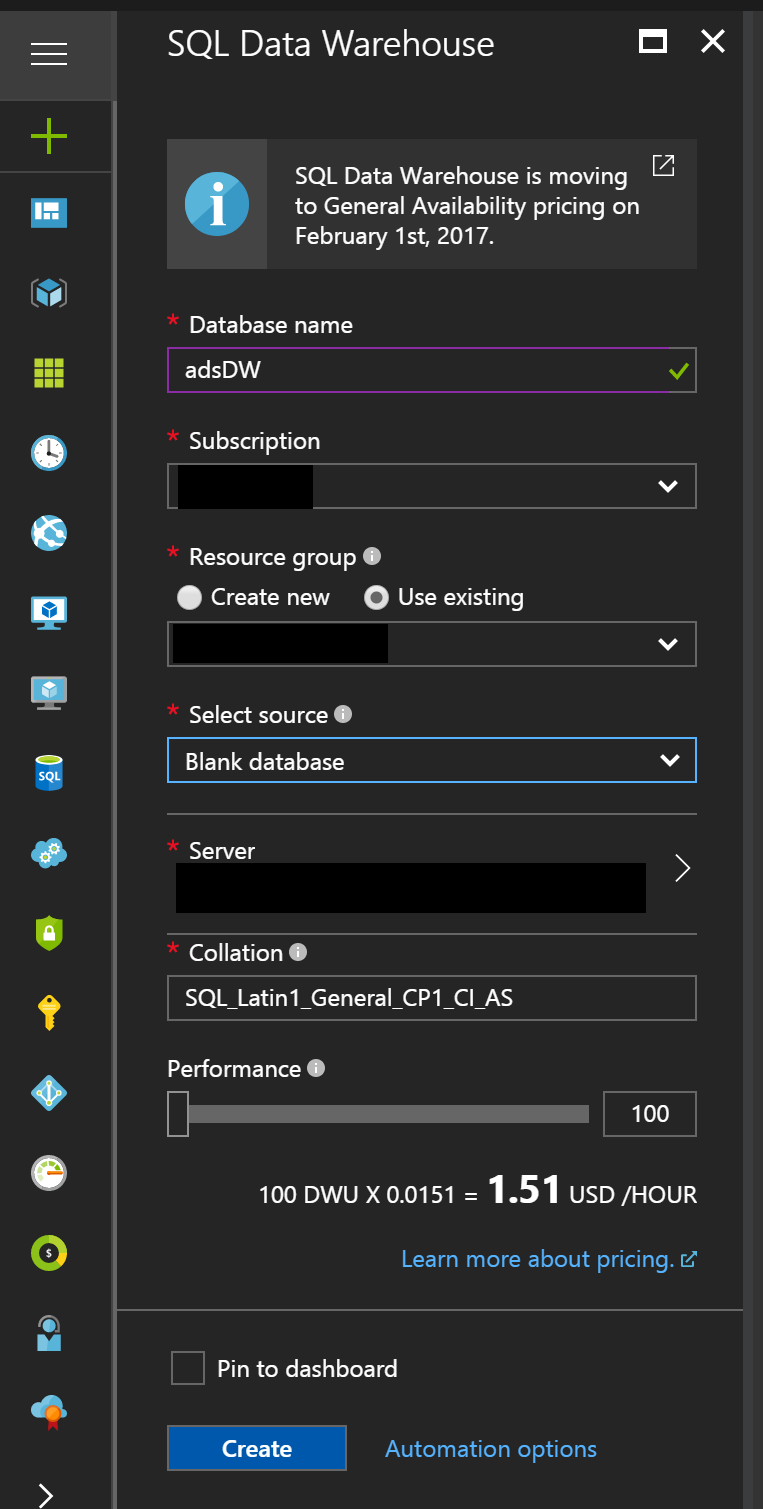 SQL Data Warehouse
SQL Data Warehouse is moving
to General Availability pricing on
February 1st, 2017.
* Database name
adsDW
* Subscription
* Resource group
Create new Use existing
* Select source
Blank database
* Server
* Collation
SQL_Latin1_General_CP1_CI_AS
Performance
100
100 DWU X 0.0151 = 1.51 USD /HOUR
Learn more about pricing.
SQL
$
Pin to dashboard
Create Automation options